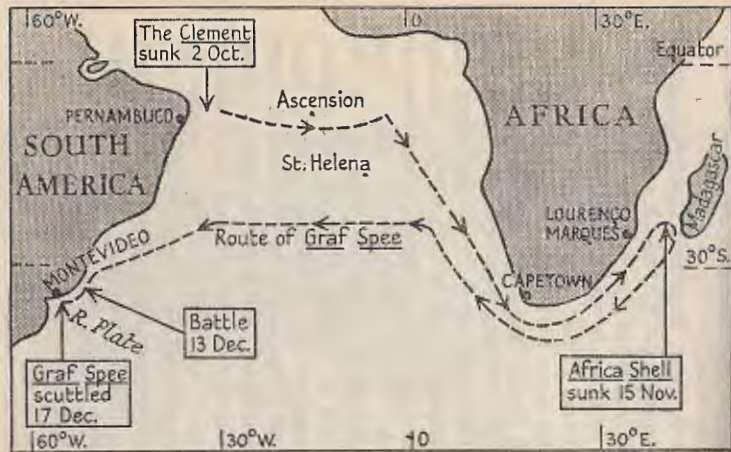 60°W.
0
30°E.
The Clement
sunk 2 Oct.
Equator
PERNAMBUCO
Ascension
AFRICA
SOUTH
AMERICA
St. Helena
Madagascar
LOURENÇO
MARQUES
MONTEVIDEO
Route of Graf Spee
30°S.
CAPETOWN
R. Plate
Battle
13 Dec.
Graf Spee
scuttled
17 Dec.
Africa Shell
sunk 15 Nov.
60°W.
30°W.
0
30°E.